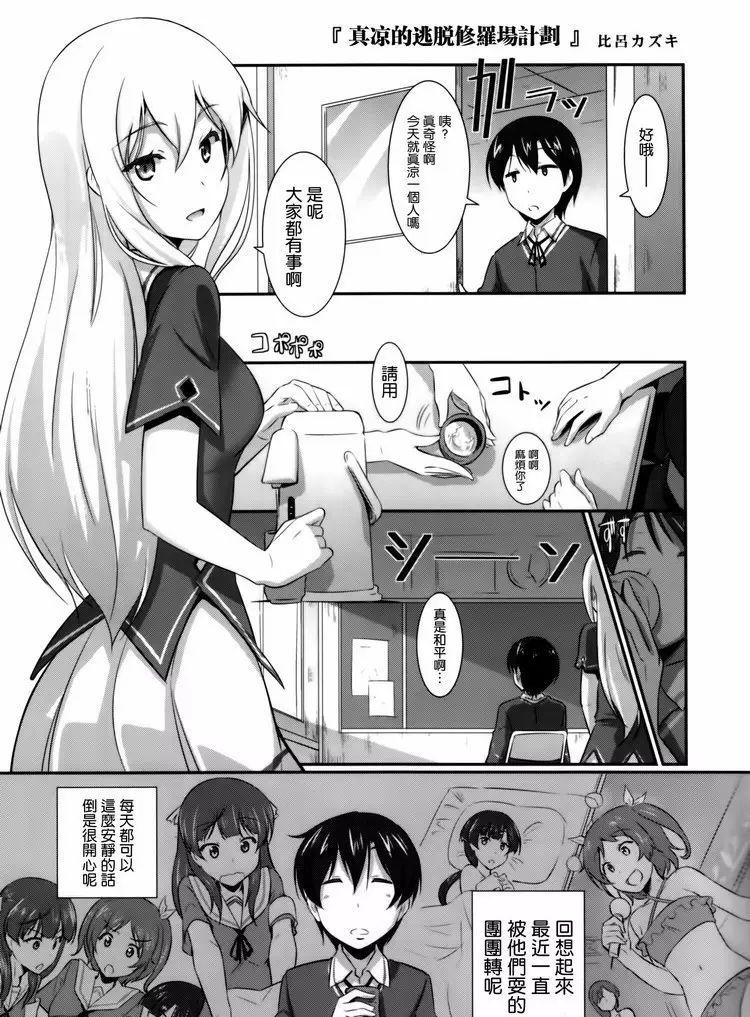 『 真凉的逃脱修羅場計劃 』 比呂カズキ
ガラッ
好哦——
咦？
真奇怪啊
今天就真涼一個人嗎
是呢
大家都有事啊
コポポポ
請用
コトッ
啊啊
麻煩你了
ずず
シーーン
真是和平啊…
回想起來
最近一直
被他們耍的
團團轉呢
每天都可以
這麼安靜的話
倒是很開心呢